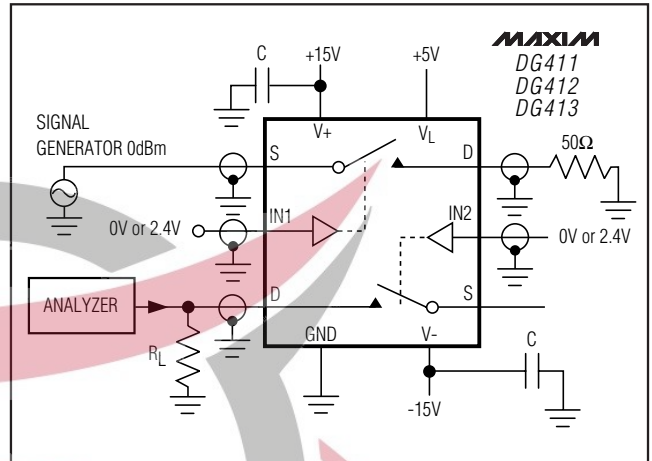 MAXIM
DG411
DG412
DG413
C
+15V
+5V
SIGNAL
GENERATOR 0dBm
V+
VL
S
D
50Ω
IN1
IN2
0V or 2.4V
0V or 2.4V
ANALYZER
D
S
RL
GND
V-
C
-15V